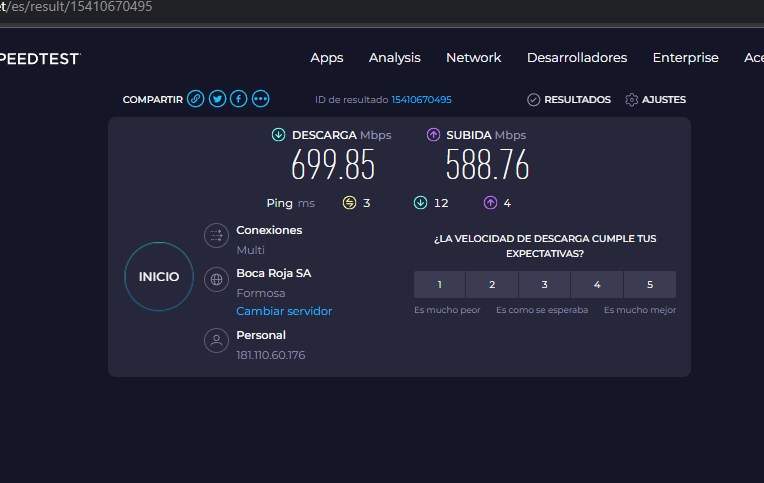 et/es/result/15410670495
PEEDTEST
Apps Analysis Network Desarrolladores Enterprise Acc
COMPARTIR ID de resultado 15410670495 RESULTADOS AJUSTES
DESCARGA Mbps SUBIDA Mbps
699.85 588.76
Ping ms 3 12 4
Conexiones
Multi
Boca Roja SA
Formosa
Cambiar servidor
Personal
181.110.60.176
INICIO
¿LA VELOCIDAD DE DESCARGA CUMPLE TUS
EXPECTATIVAS?
1 2 3 4 5
Es mucho peor Es como se esperaba Es mucho mejor